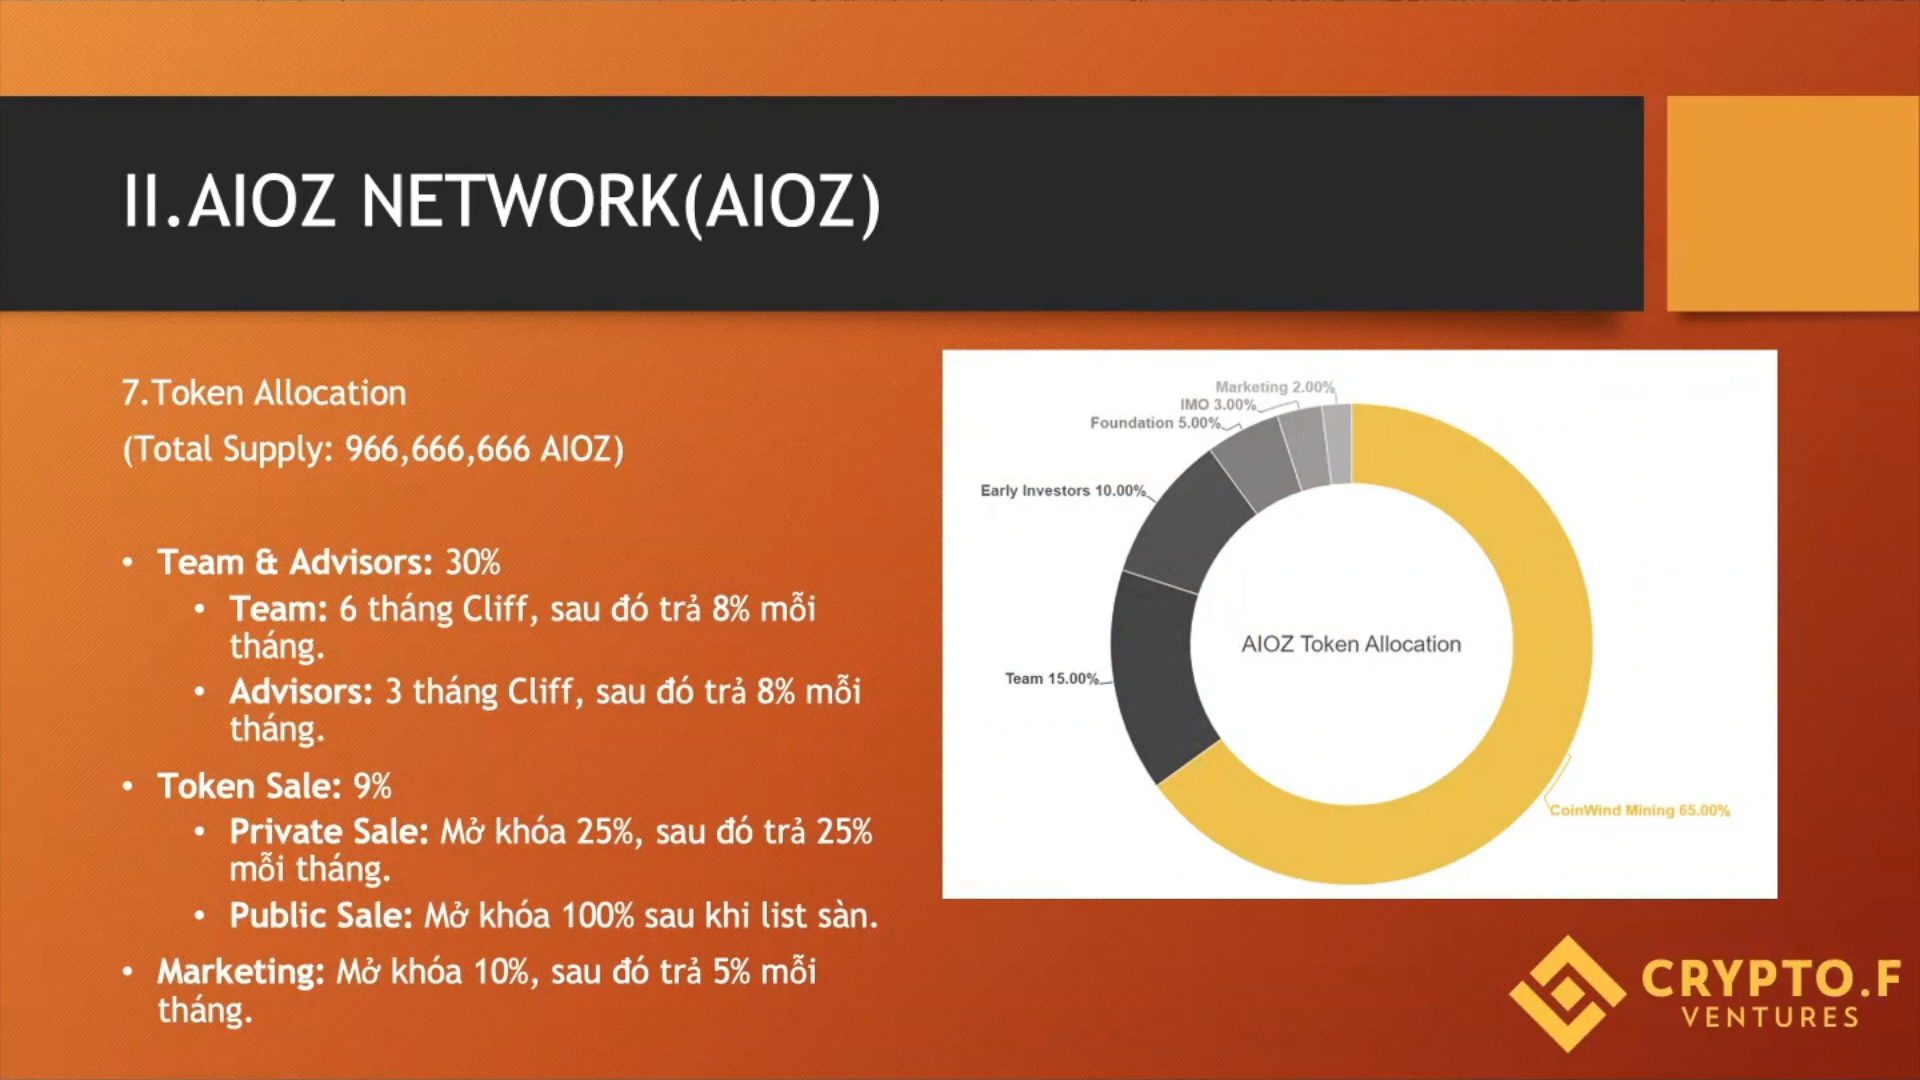 II.AIOZ NETWORK(AIOZ)
7.Token Allocation
(Total Supply: 966,666,666 AIOZ)
• Team & Advisors: 30%
• Team: 6 tháng Cliff, sau đó trả 8% mỗi
tháng.
• Advisors: 3 tháng Cliff, sau đó trả 8% mỗi
tháng.
• Token Sale: 9%
• Private Sale: Mở khóa 25%, sau đó trả 25%
mỗi tháng.
• Public Sale: Mở khóa 100% sau khi list sàn.
• Marketing: Mở khóa 10%, sau đó trả 5% mỗi
tháng.
Marketing 2.00%
IMO 3.00%
Foundation 5.00%
Early Investors 10.00%
AIOZ Token Allocation
Team 15.00%
CoinWind Mining 65.00%
CRYPTO.F
VENTURES